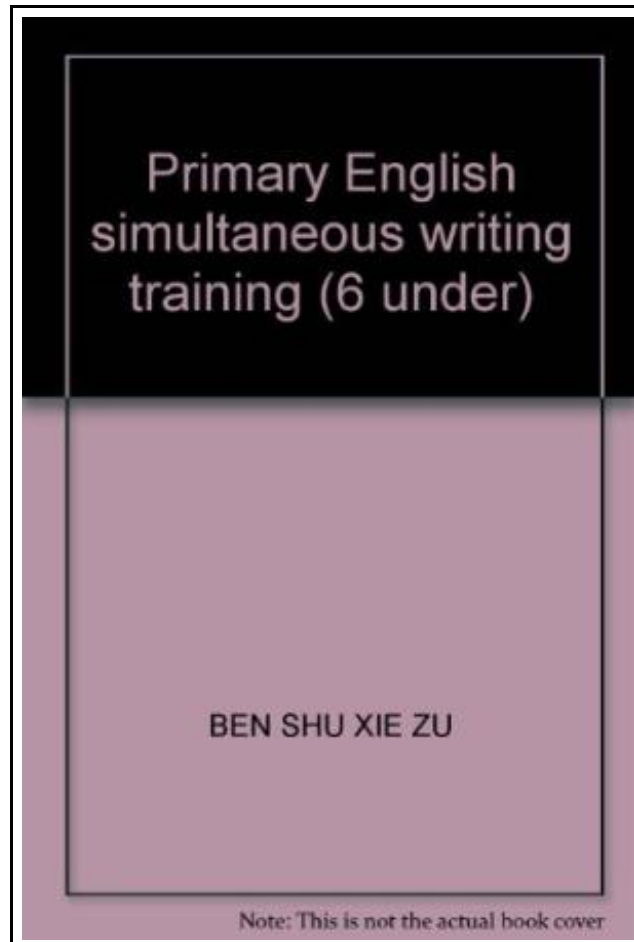 Primary English
simultaneous writing
training (6 under)
BEN SHU XIE ZU
Note: This is not the actual book cover